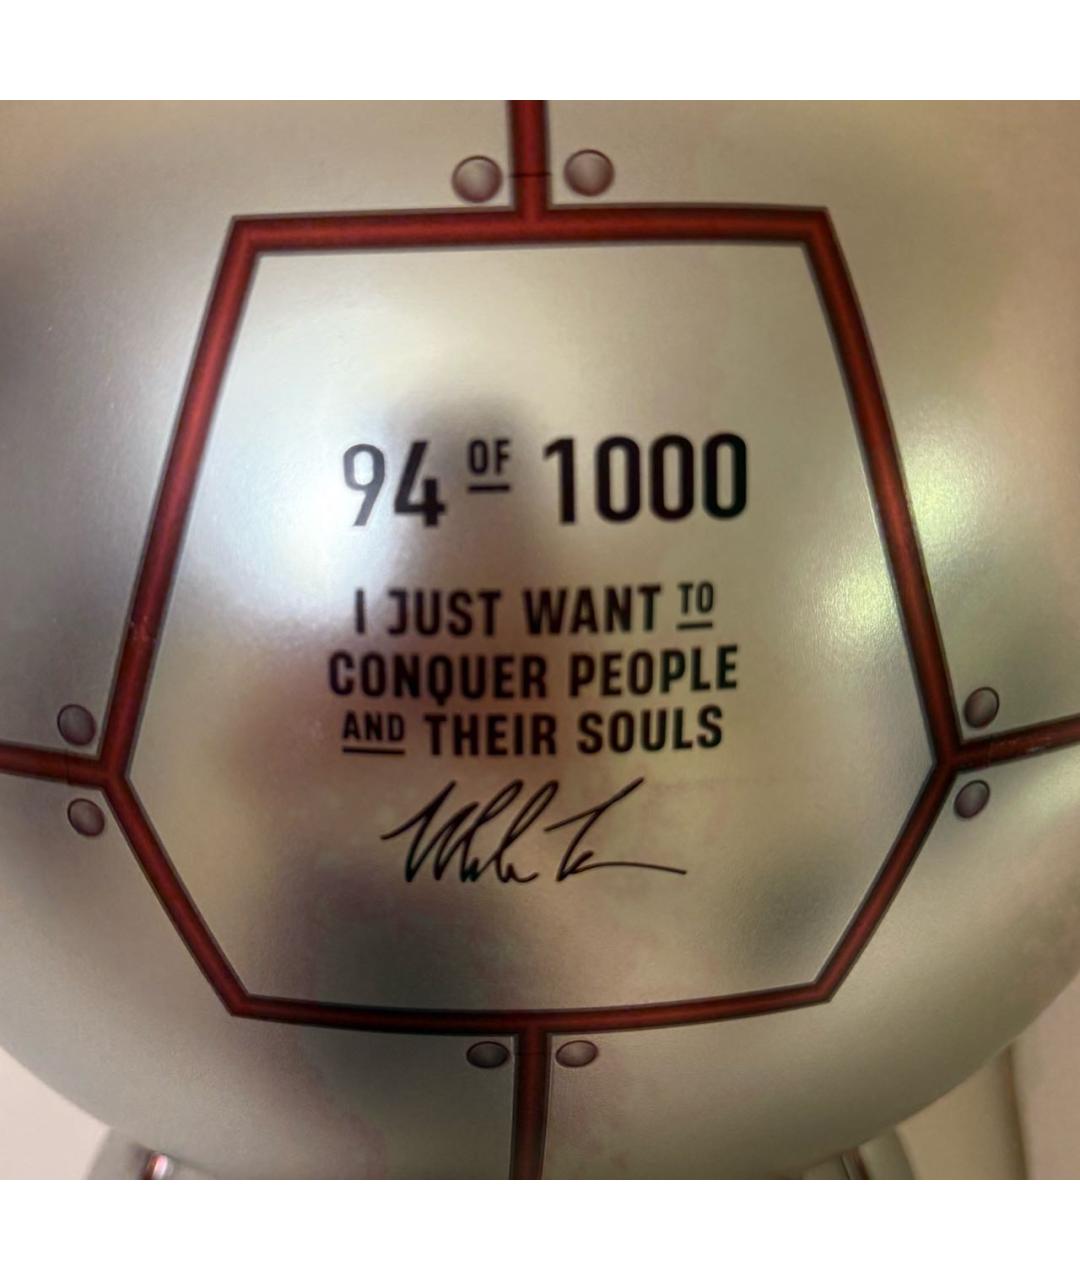 94 OF 1000
I JUST WANT TO
CONQUER PEOPLE
AND THEIR SOULS